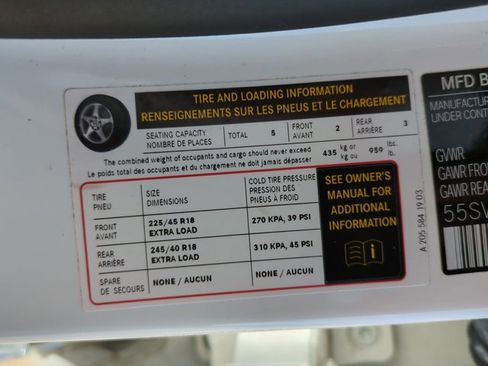 TIRE AND LOADING INFORMATION
RENSEIGNEMENTS SUR LES PNEUS ET LE CHARGEMENT
SEATING CAPACITY
NOMBRE DE PLACES
TOTAL 5
FRONT
AVANT 2
REAR
ARRIÈRE 3
The combined weight of occupants and cargo should never exceed 435 kg or 959 lbs.
Le poids total des occupants et du chargement ne doit jamais dépasser kg ou lb.
TIRE
PNEU
SIZE
DIMENSIONS
COLD TIRE PRESSURE
PRESSION DES
PNEUS À FROID
FRONT
AVANT
225/45 R18
EXTRA LOAD
270 KPA, 39 PSI
REAR
ARRIÈRE
245/40 R18
EXTRA LOAD
310 KPA, 45 PSI
SPARE
DE SECOURS
NONE / AUCUN
NONE / AUCUN
SEE OWNER'S
MANUAL FOR
ADDITIONAL
INFORMATION
A 205 584 19 03
MFD B
MANUFACTUR
UNDER CONT
GVWR
GAWR FRO
GAWR REA
55SV